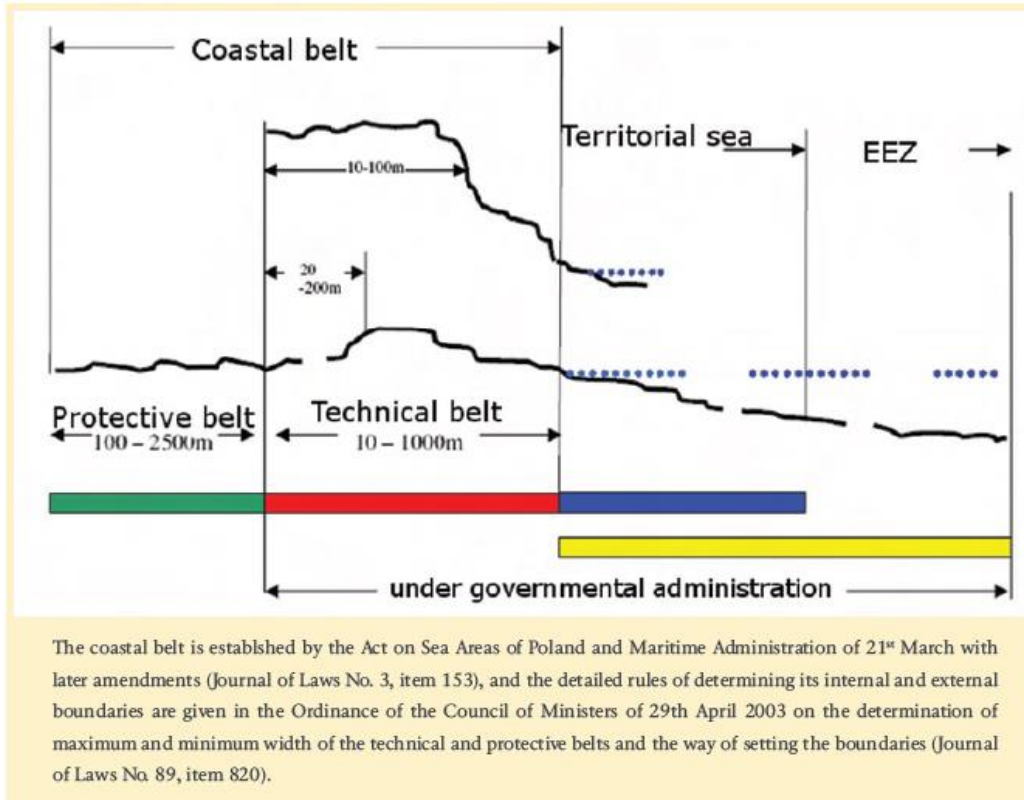 Coastal belt
Territorial sea
EEZ
10-100m
20
-200m
Protective belt
100 – 2500m
Technical belt
10 – 1000m
under governmental administration
The coastal belt is establshed by the Act on Sea Areas of Poland and Maritime Administration of 21st March with
later amendments (Journal of Laws No. 3, item 153), and the detailed rules of determining its internal and external
boundaries are given in the Ordinance of the Council of Ministers of 29th April 2003 on the determination of
maximum and minimum width of the technical and protective belts and the way of setting the boundaries (Journal
of Laws No. 89, item 820).